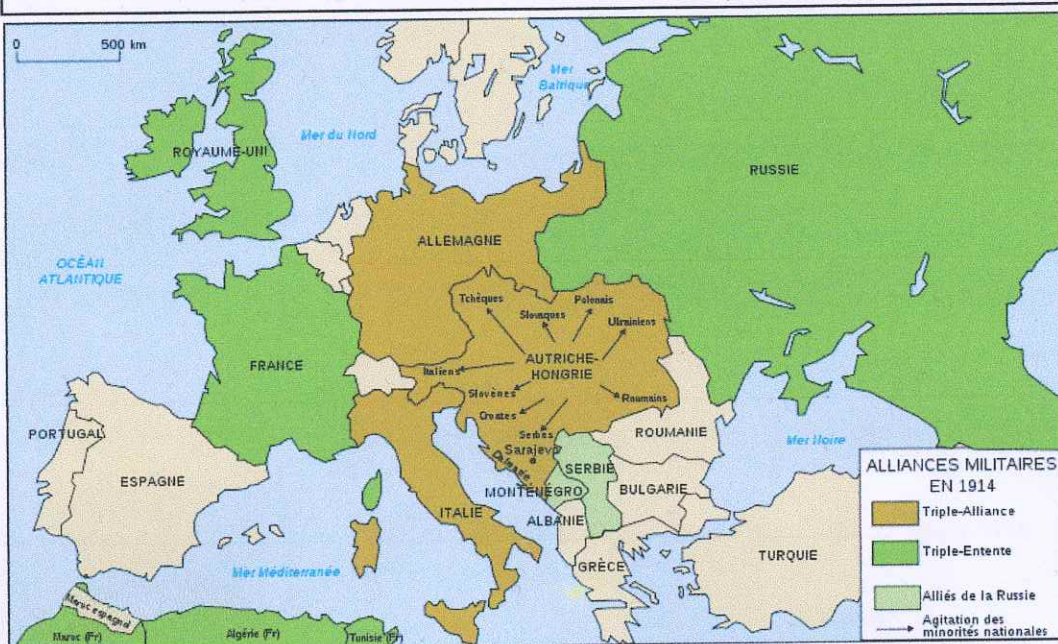 0 500 km
Mer
Baltique
Mer du Nord
ROYAUME-UNI
RUSSIE
OCÉAN
ATLANTIQUE
ALLEMAGNE
Tchèques
Polonais
Slovaques
Ukrainiens
FRANCE
AUTRICHE-
HONGRIE
Italiens
Slovènes
Roumains
Croates
PORTUGAL
ESPAGNE
Serbes
Sarajevo
ROUMANIE
Mer Noire
Dalmatie
SERBIE
MONTÉNÉGRO
BULGARIE
ITALIE
ALBANIE
TURQUIE
GRÈCE
Mer Méditerranée
Maroc espagnol
Maroc (Fr)
Algérie (Fr)
Tunisie (Fr)
ALLIANCES MILITAIRES
EN 1914
Triple-Alliance
Triple-Entente
Alliés de la Russie
Agitation des
minorités nationales